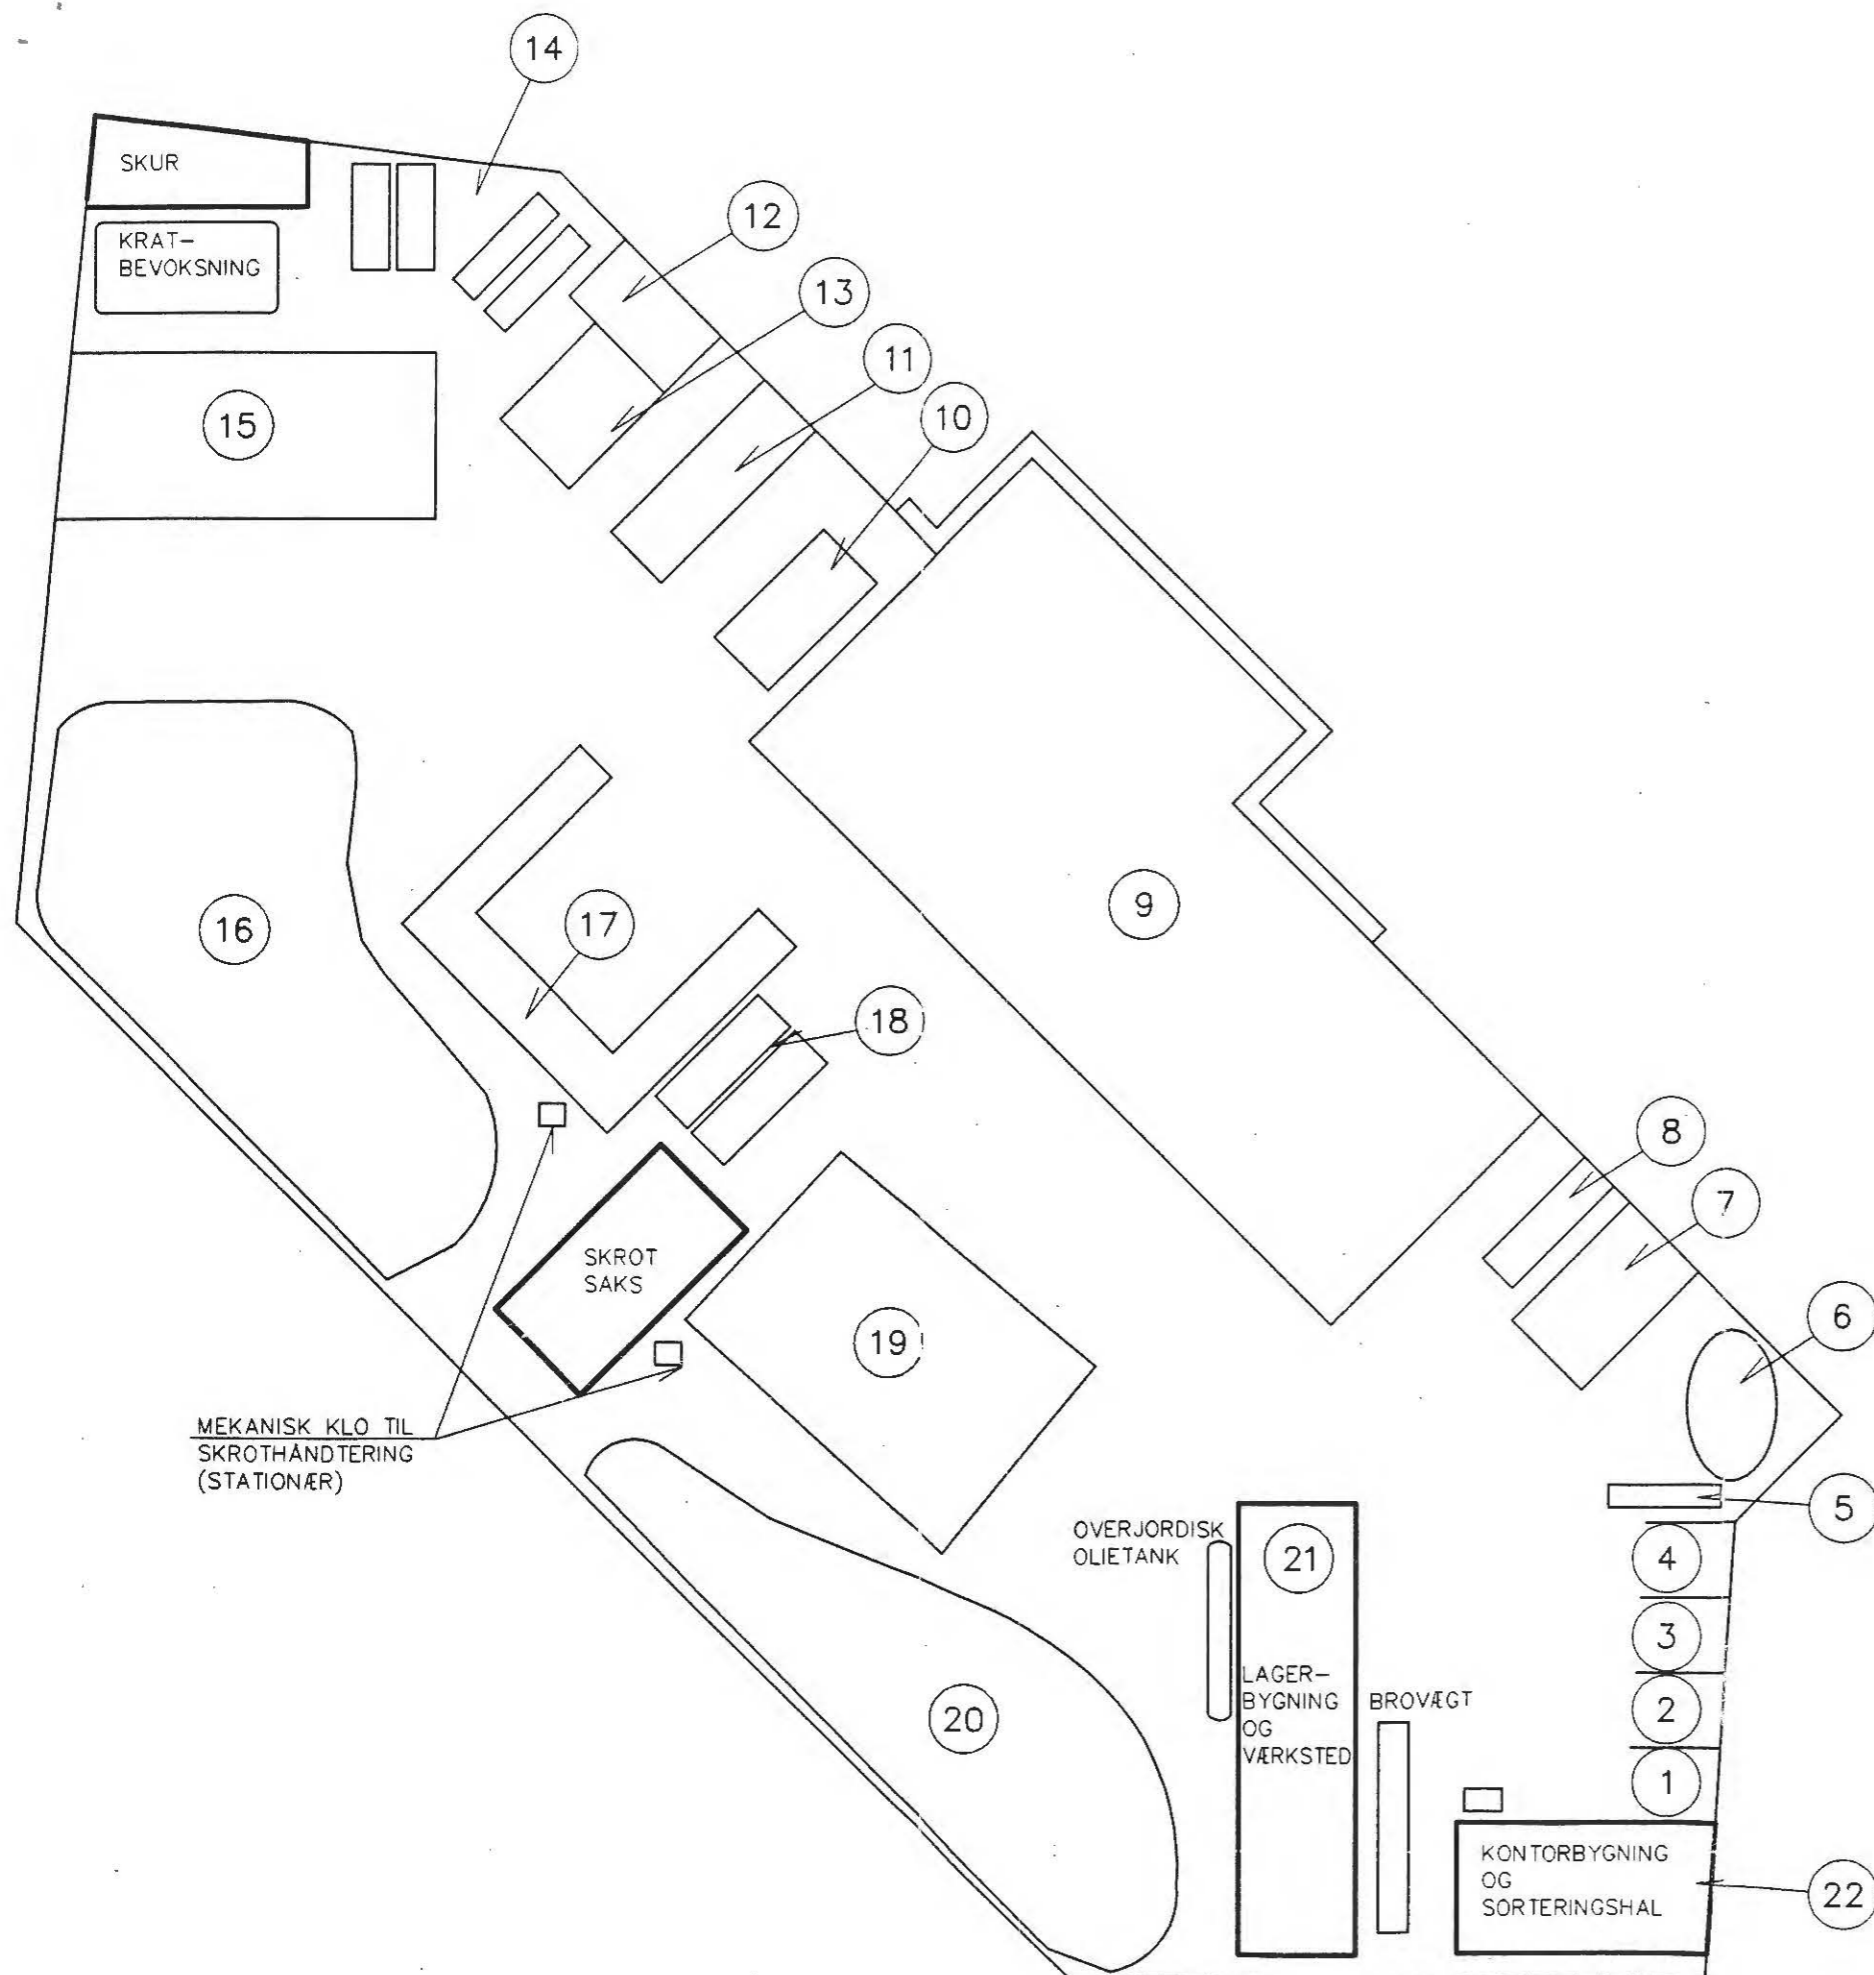 14
SKUR
12
KRAT-
BEVOKSNING
13
11
10
15
9
16
17
18
8
7
SKROT
SAKS
6
19
MEKANISK KLO TIL
SKROTHÅNDTERING
(STATIONÆR)
5
OVERJORDISK
OLIETANK
21
4
3
LAGER-
BYGNING
OG
VÆRKSTED
BROVÆGT
2
20
1
KONTORBYGNING
OG
SORTERINGSHAL
22